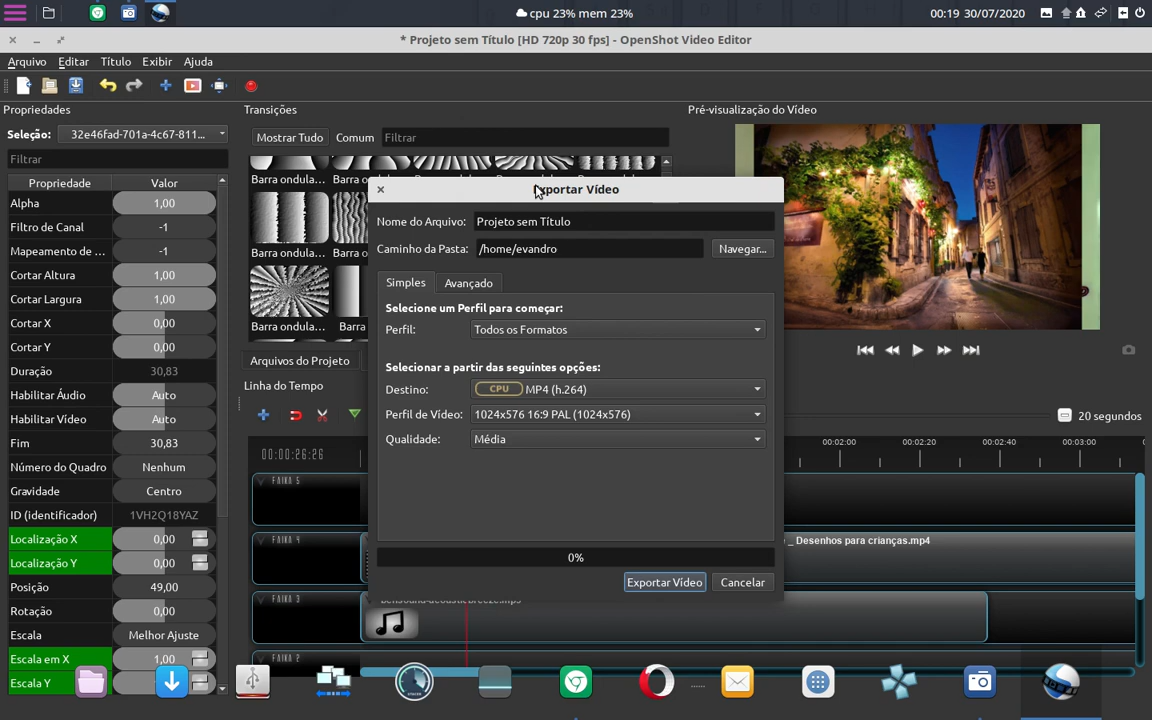 cpu 23% mem 23%
00:19 30/07/2020
* Projeto sem Título [HD 720p 30 fps] - OpenShot Video Editor
Arquivo Editar Título Exibir Ajuda
Propriedades
Seleção: 32e46fad-701a-4c67-811...
Filtrar
Propriedade Valor
Alpha 1,00
Filtro de Canal -1
Mapeamento de ... -1
Cortar Altura 1,00
Cortar Largura 1,00
Cortar X 0,00
Cortar Y 0,00
Duração 30,83
Habilitar Áudio Auto
Habilitar Vídeo Auto
Fim 30,83
Número do Quadro Nenhum
Gravidade Centro
ID (identificador) 1VH2Q18YAZ
Localização X 0,00
Localização Y 0,00
Posição 49,00
Rotação 0,00
Escala Melhor Ajuste
Escala em X 1,00
Escala Y
Transições
Mostrar Tudo Comum Filtrar
Barra ondula...
Barra ondula...
Barra ondula...
Barra
Arquivos do Projeto
Linha do Tempo
Pré-visualização do Vídeo
Exportar Vídeo
Nome do Arquivo: Projeto sem Título
Caminho da Pasta: /home/evandro Navegar...
Simples Avançado
Selecione um Perfil para começar:
Perfil: Todos os Formatos
Selecionar a partir das seguintes opções:
Destino: CPU MP4 (h.264)
Perfil de Vídeo: 1024x576 16:9 PAL (1024x576)
Qualidade: Média
0%
Exportar Vídeo Cancelar
20 segundos
00:00:26:26
00:02:00 00:02:20 00:02:40 00:03:00
FAIXA 5
FAIXA 4
_ Desenhos para crianças.mp4
FAIXA 3
bensound-acousticbreeze.mp3
FAIXA 2